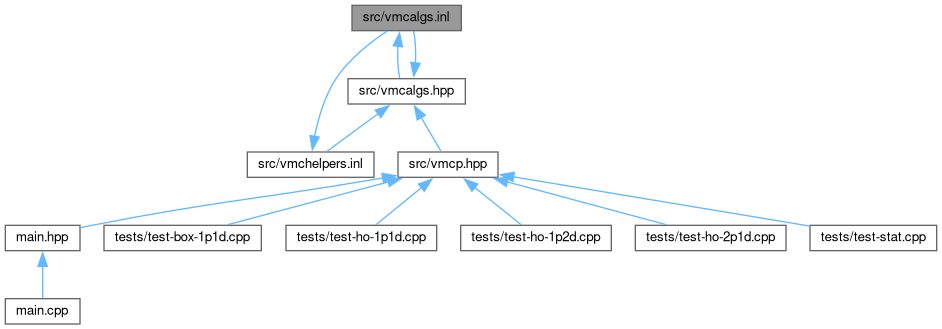 src/vmcalgs.inl
src/vmcalgs.hpp
src/vmchelpers.inl
src/vmcp.hpp
main.hpp
tests/test-box-1p1d.cpp
tests/test-ho-1p1d.cpp
tests/test-ho-1p2d.cpp
tests/test-ho-2p1d.cpp
tests/test-stat.cpp
main.cpp